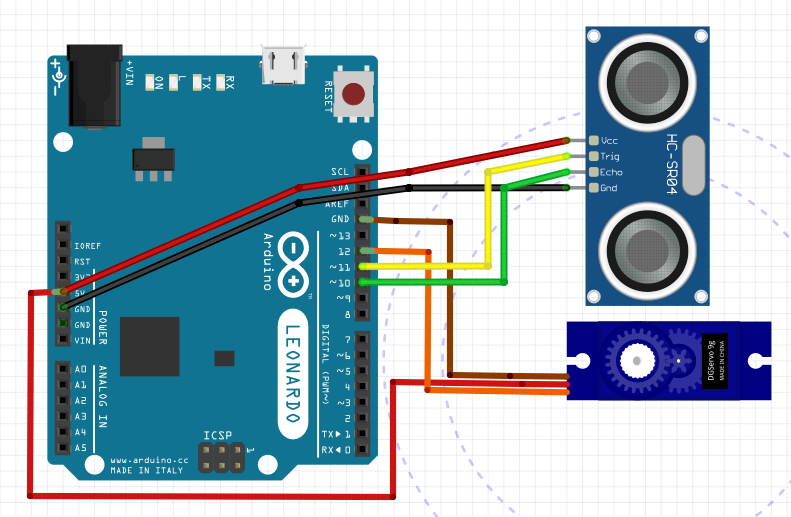 +VIN
ON
L
TX
RX
RESET
SCL
SDA
AREF
GND
~13
12
~11
~10
~9
8
7
~6
~5
4
~3
2
TX▶1
RX◀0
DIGITAL (PWM~)
IOREF
RST
3V3
5V
GND
GND
VIN
POWER
A0
A1
A2
A3
A4
A5
ANALOG IN
Arduino
TM
LEONARDO
ICSP
1
www.arduino.cc
MADE IN ITALY
Vcc
Trig
Echo
Gnd
HC-SR04
DGServo 9g
MADE IN CHINA